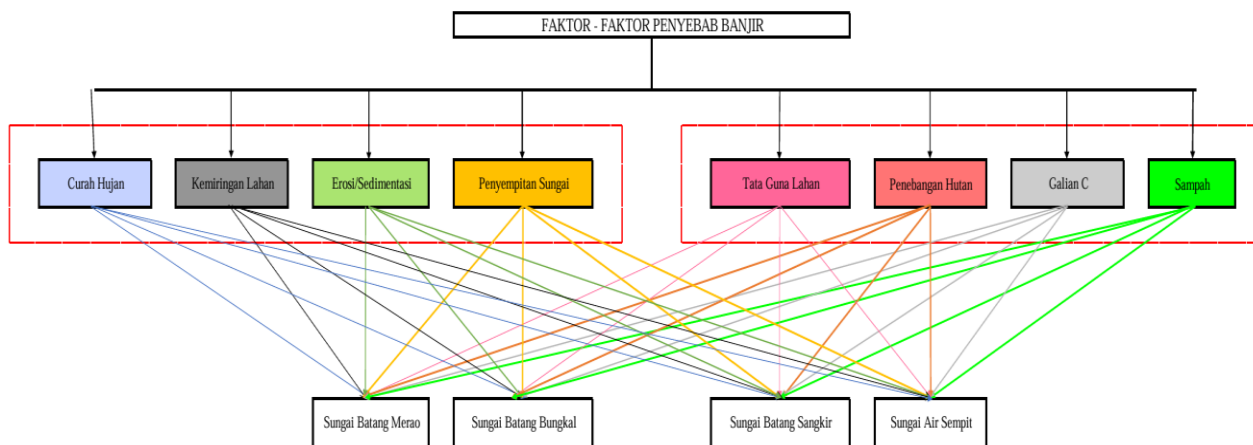 FAKTOR - FAKTOR PENYEBAB BANJIR
Curah Hujan
Kemiringan Lahan
Erosi/Sedimentasi
Penyempitan Sungai
Tata Guna Lahan
Penebangan Hutan
Galian C
Sampah
Sungai Batang Merao
Sungai Batang Bungkal
Sungai Batang Sangkir
Sungai Air Sempit